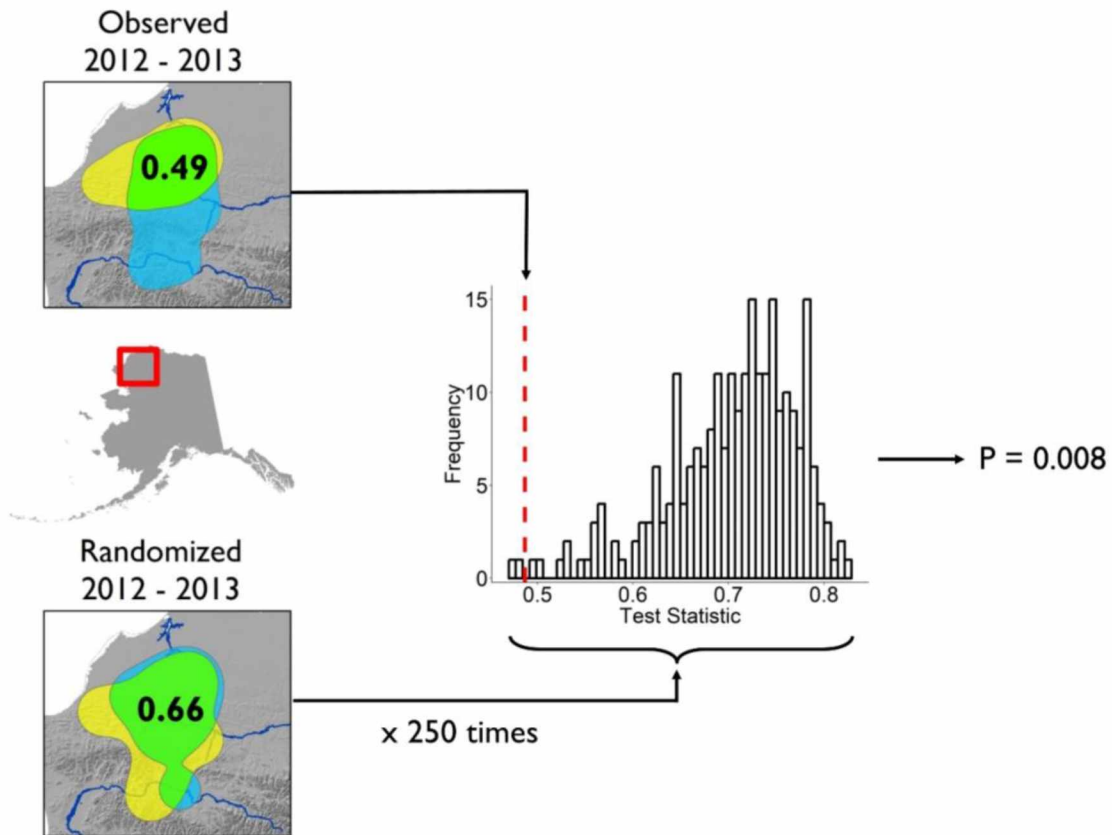 Observed
2012 - 2013
0.49
15
10
5
0
Frequency
0.5 0.6 0.7 0.8
Test Statistic
P = 0.008
Randomized
2012 - 2013
0.66
x 250 times